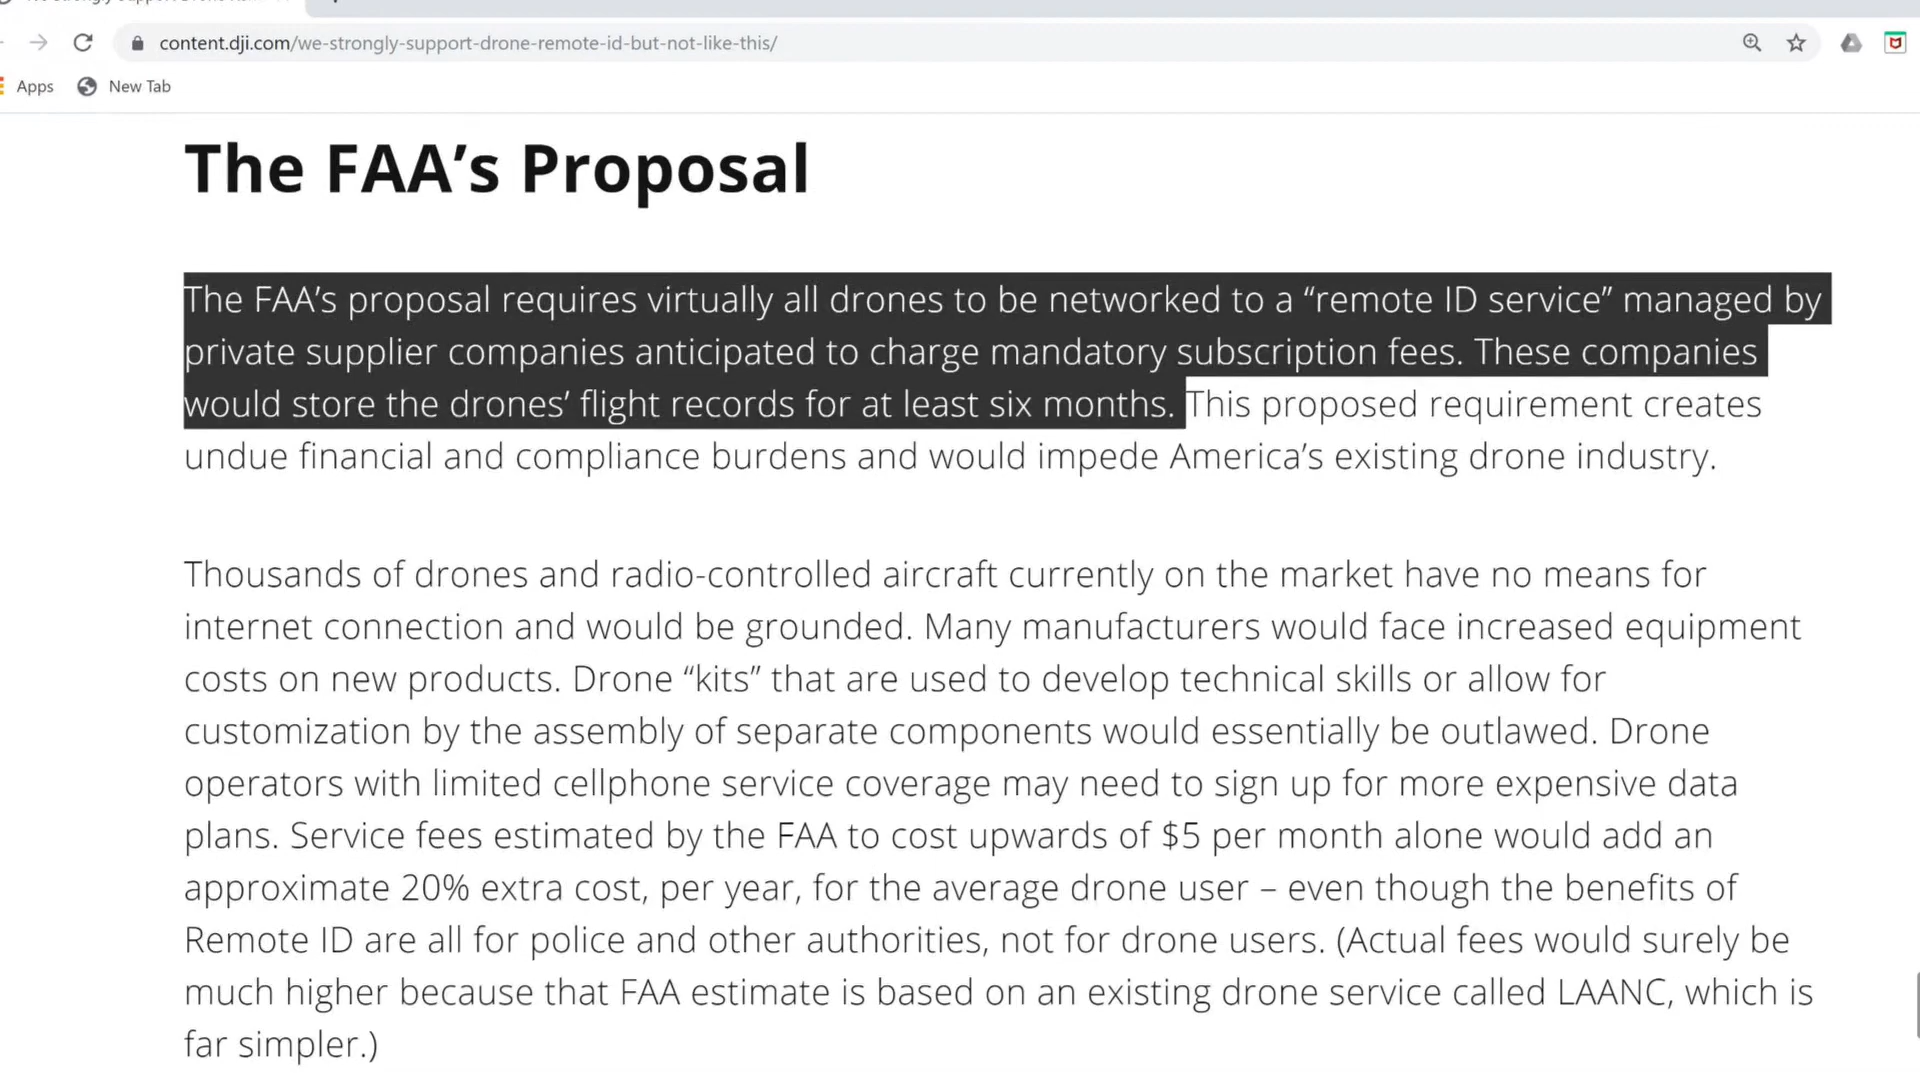 content.dji.com/we-strongly-support-drone-remote-id-but-not-like-this/
Apps New Tab
The FAA’s Proposal
The FAA’s proposal requires virtually all drones to be networked to a “remote ID service” managed by
private supplier companies anticipated to charge mandatory subscription fees. These companies
would store the drones’ flight records for at least six months. This proposed requirement creates
undue financial and compliance burdens and would impede America’s existing drone industry.
Thousands of drones and radio-controlled aircraft currently on the market have no means for
internet connection and would be grounded. Many manufacturers would face increased equipment
costs on new products. Drone “kits” that are used to develop technical skills or allow for
customization by the assembly of separate components would essentially be outlawed. Drone
operators with limited cellphone service coverage may need to sign up for more expensive data
plans. Service fees estimated by the FAA to cost upwards of $5 per month alone would add an
approximate 20% extra cost, per year, for the average drone user – even though the benefits of
Remote ID are all for police and other authorities, not for drone users. (Actual fees would surely be
much higher because that FAA estimate is based on an existing drone service called LAANC, which is
far simpler.)